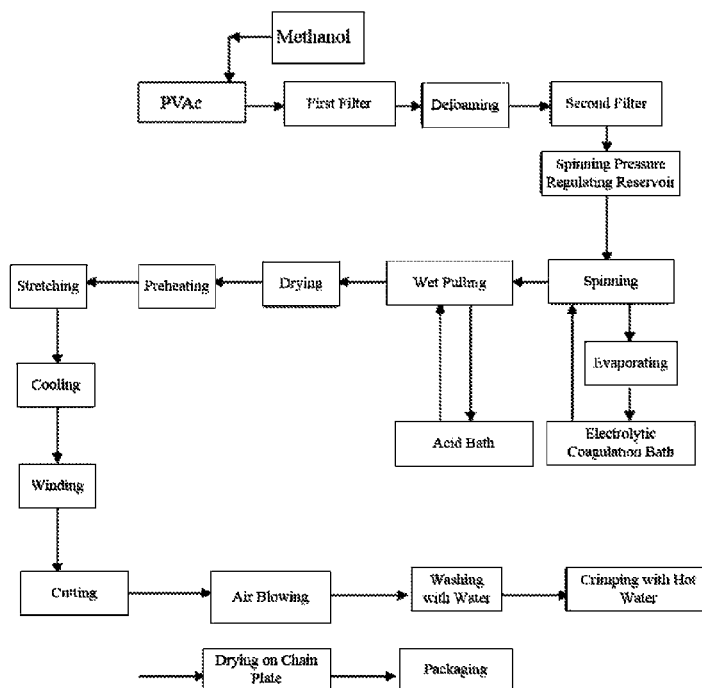 Methanol
PVAc
First Filter
Defoaming
Second Filter
Spinning Pressure
Regulating Reservoir
Stretching
Preheating
Drying
Wet Pulling
Spinning
Evaporating
Cooling
Acid Bath
Electrolytic
Coagulation Bath
Winding
Cutting
Air Blowing
Washing
with Water
Crimping with Hot
Water
Drying on Chain
Plate
Packaging